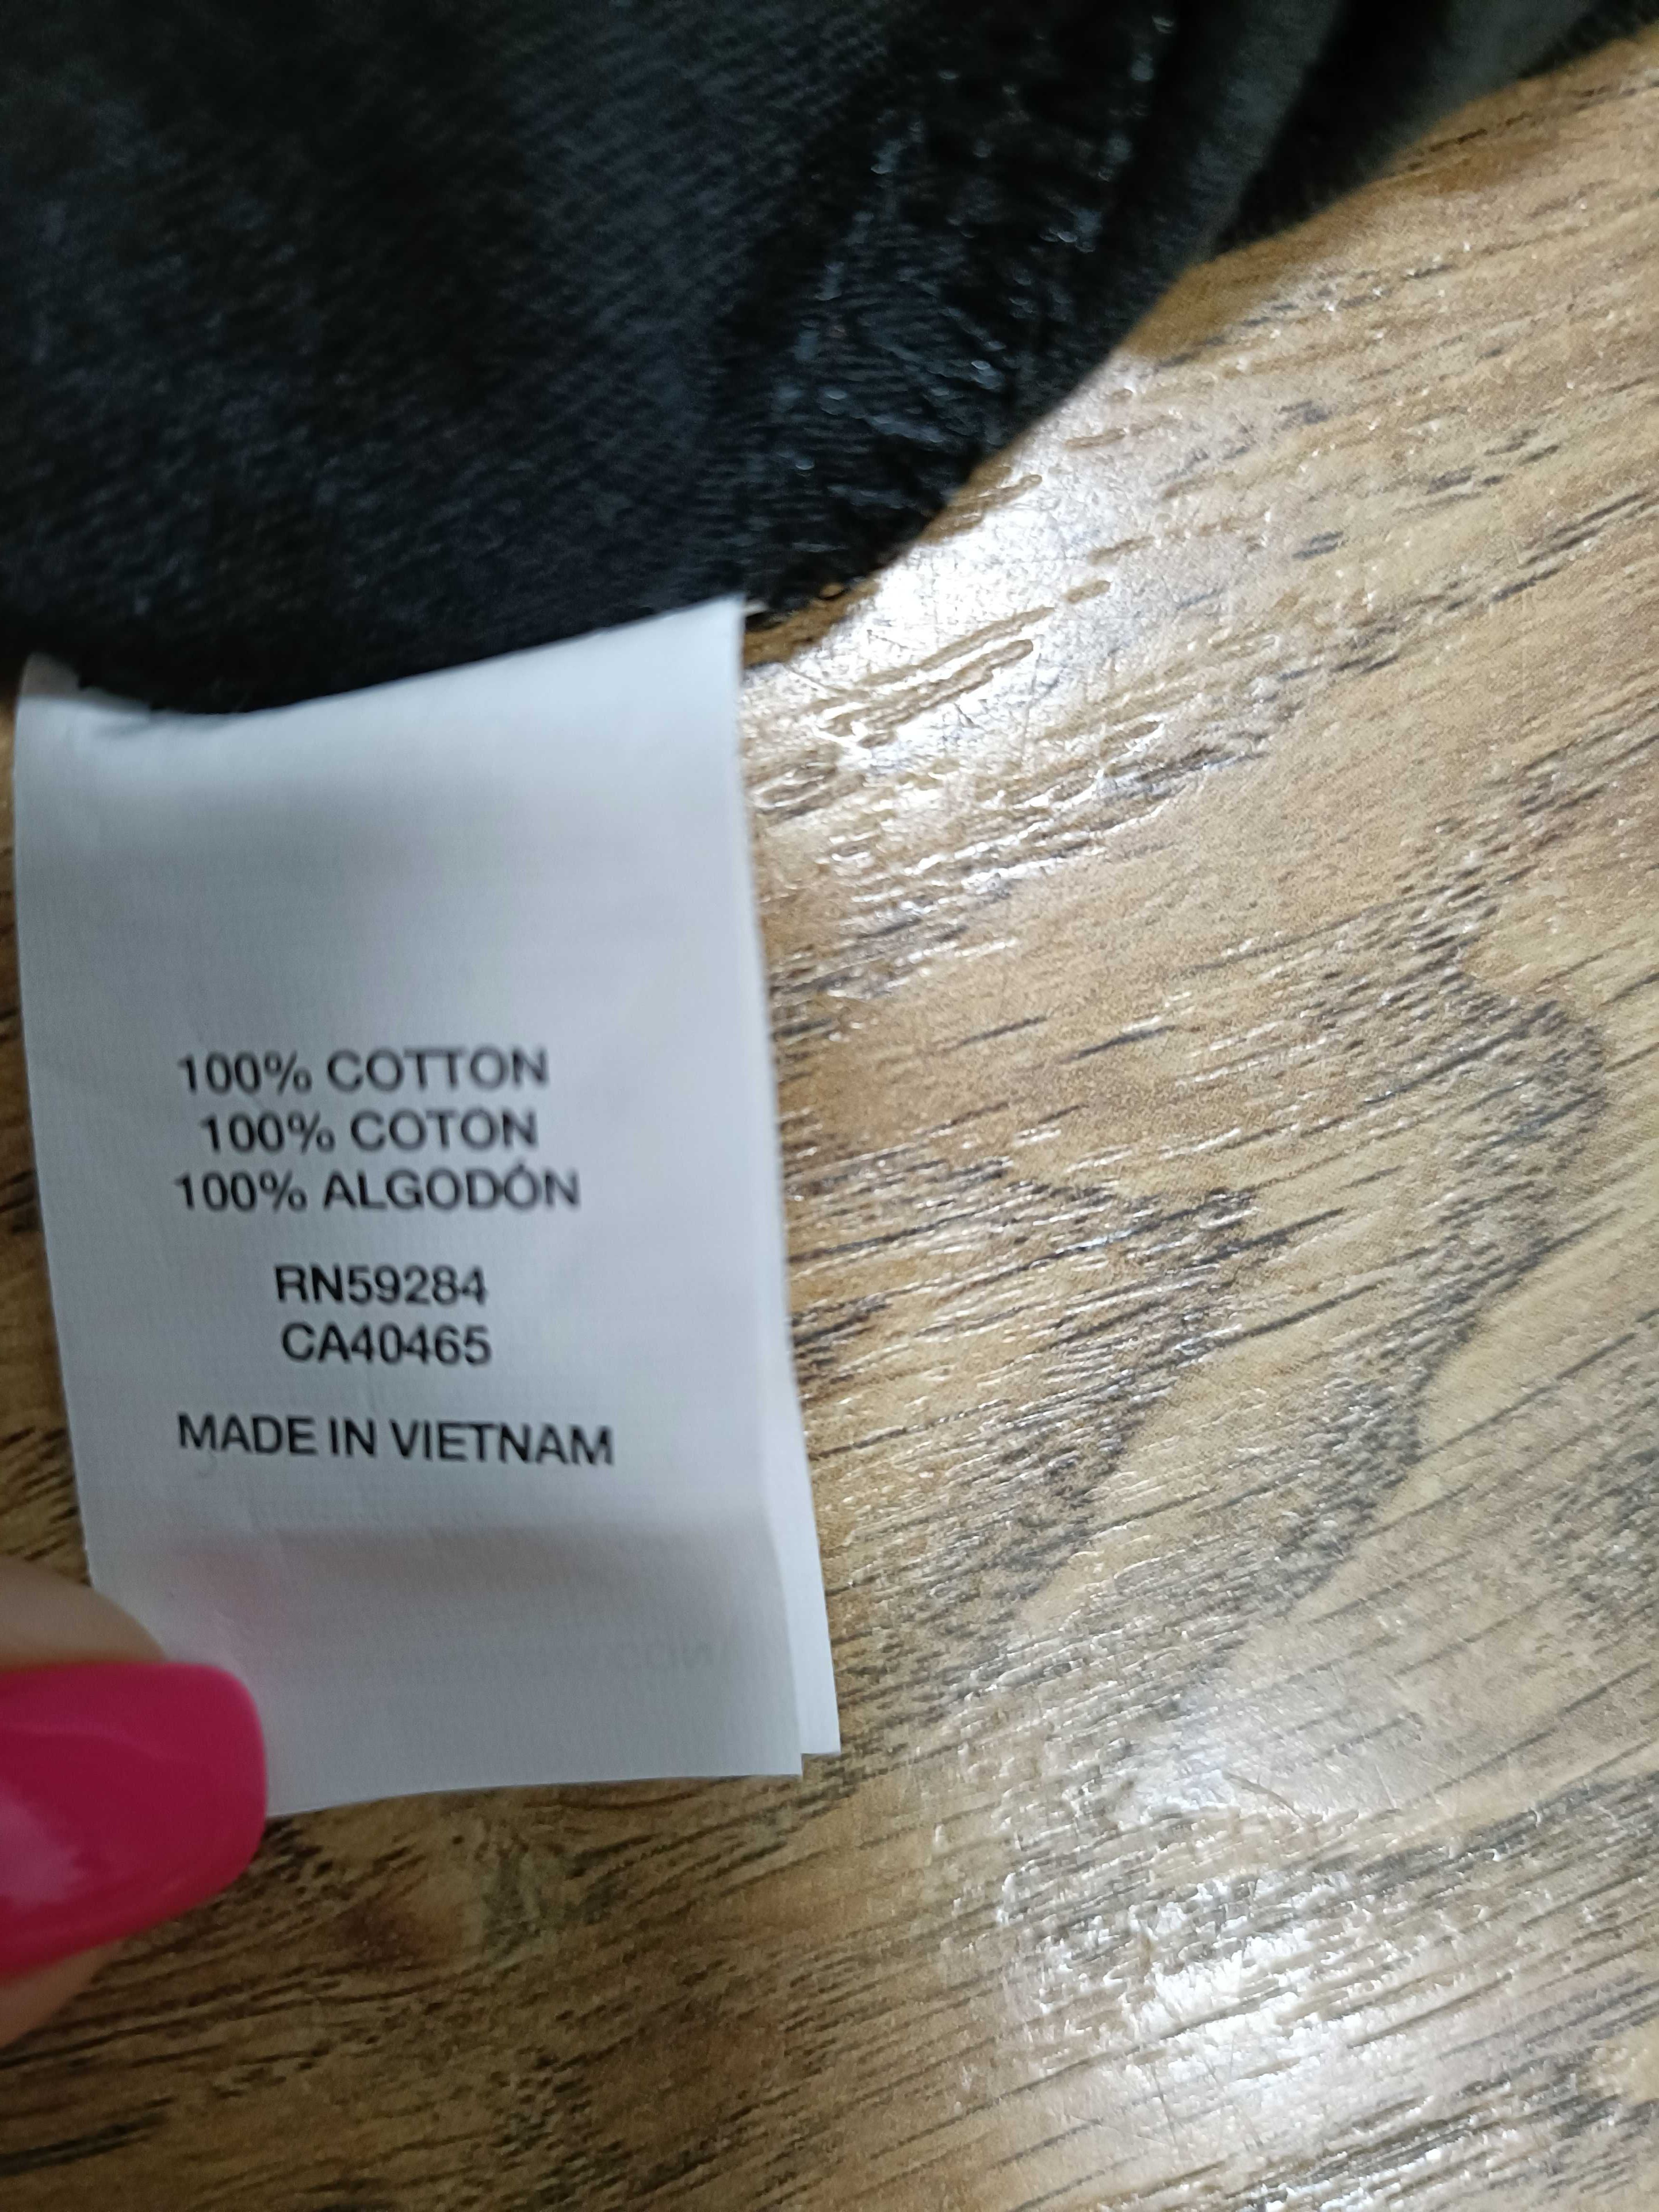 100% COTTON
100% COTON
100% ALGODÓN
RN59284
CA40465
MADE IN VIETNAM